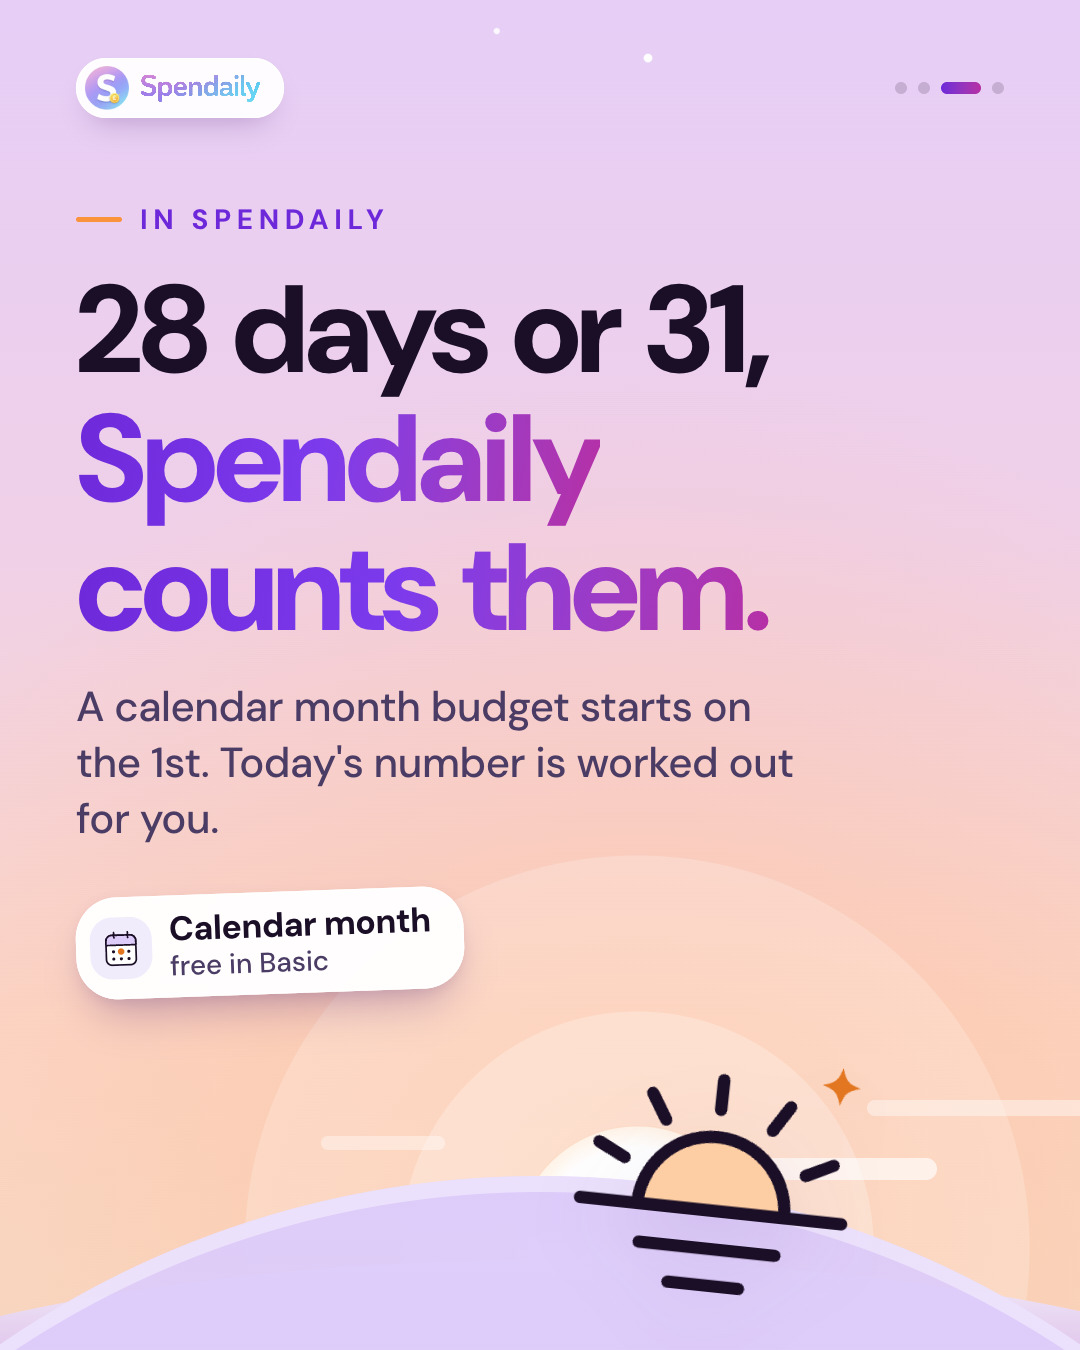 Spendaily
IN SPENDAILY
28 days or 31,
Spendaily
counts them.
A calendar month budget starts on
the 1st. Today's number is worked out
for you.
Calendar month
free in Basic